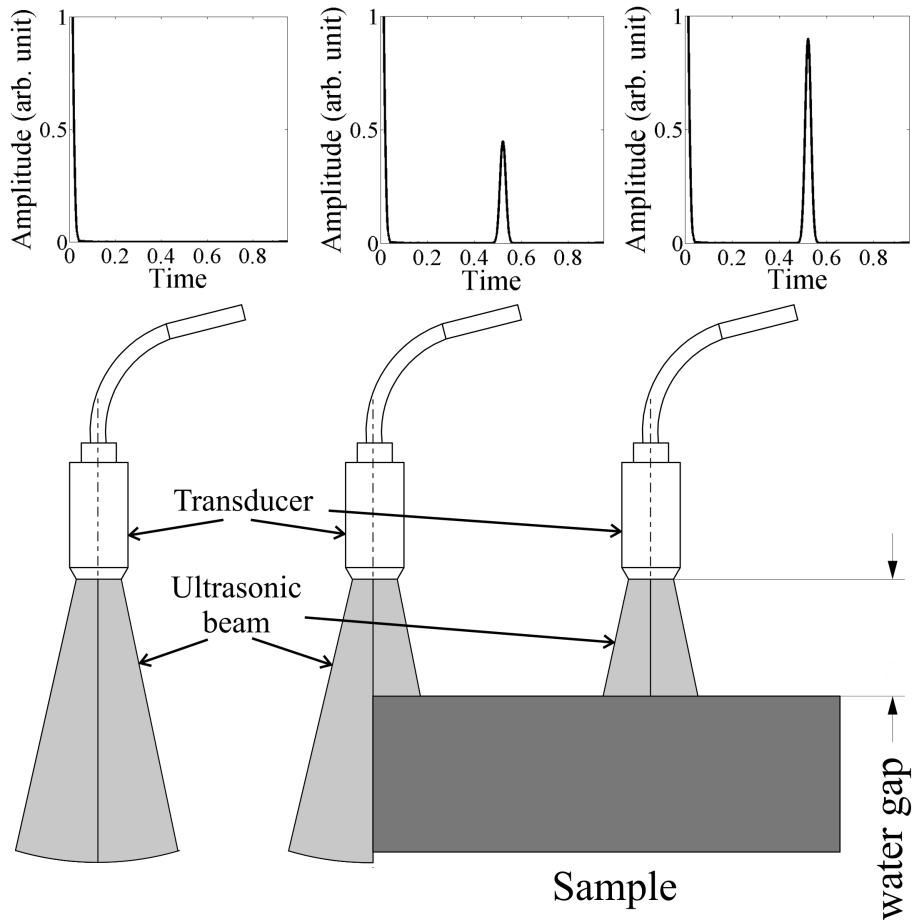 Amplitude (arb. unit)
1
0.5
0
0 0.2 0.4 0.6 0.8
Time
Amplitude (arb. unit)
1
0.5
0
0 0.2 0.4 0.6 0.8
Time
Amplitude (arb. unit)
1
0.5
0
0 0.2 0.4 0.6 0.8
Time
Transducer
Ultrasonic
beam
water gap
Sample